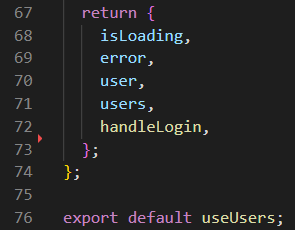 67 return {
68 isLoading,
69 error,
70 user,
71 users,
72 handleLogin,
73 };
74 };
75
76 export default useUsers;